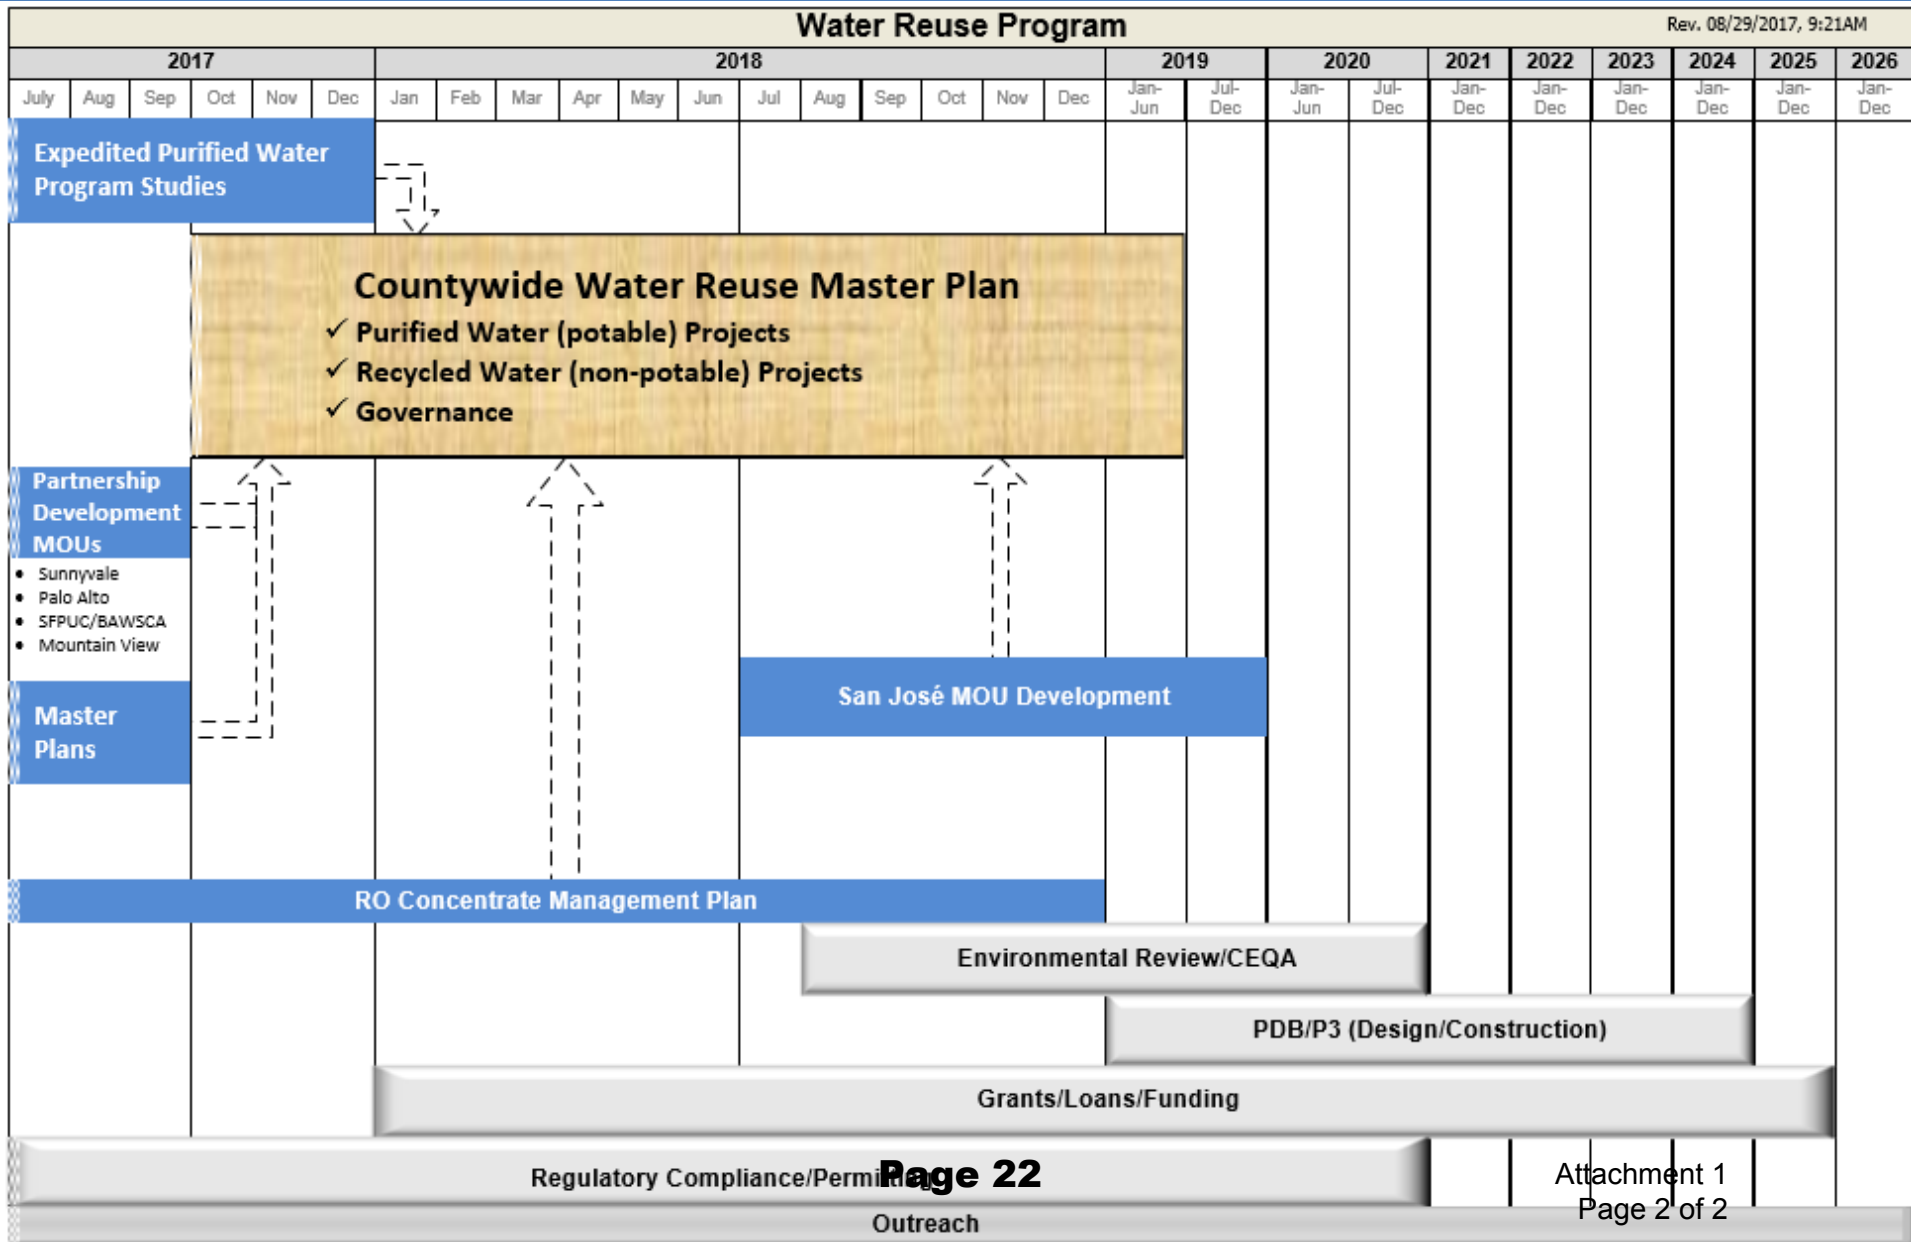 Water Reuse Program
Rev. 08/29/2017, 9:21AM
2017 2018 2019 2020 2021 2022 2023 2024 2025 2026
July Aug Sep Oct Nov Dec Jan Feb Mar Apr May Jun Jul Aug Sep Oct Nov Dec Jan-Jun Jul-Dec Jan-Jun Jul-Dec Jan-Dec Jan-Dec Jan-Dec Jan-Dec Jan-Dec Jan-Dec
Expedited Purified Water
Program Studies
Countywide Water Reuse Master Plan
✓ Purified Water (potable) Projects
✓ Recycled Water (non-potable) Projects
✓ Governance
Partnership
Development
MOUs
• Sunnyvale
• Palo Alto
• SFPUC/BAWSCA
• Mountain View
San José MOU Development
Master
Plans
RO Concentrate Management Plan
Environmental Review/CEQA
PDB/P3 (Design/Construction)
Grants/Loans/Funding
Regulatory Compliance/Permitting
Page 22
Attachment 1
Page 2 of 2
Outreach